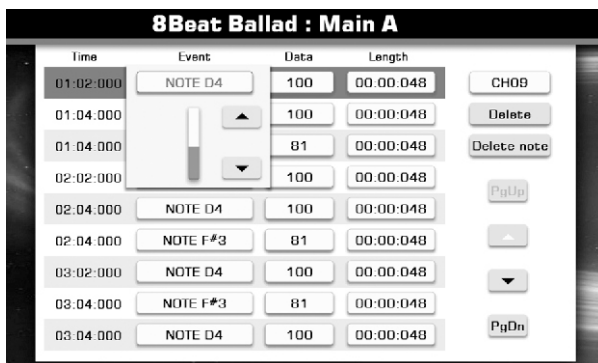 8Beat Ballad : Main A
Time Event Data Length
01:02:000 NOTE D4 100 00:00:048 CH09
01:04:000 100 00:00:048 Delete
01:04:000 81 00:00:048 Delete note
02:02:000 100 00:00:048 PgUp
02:04:000 NOTE D4 100 00:00:048
02:04:000 NOTE F#3 81 00:00:048
03:02:000 NOTE D4 100 00:00:048
03:04:000 NOTE F#3 81 00:00:048
03:04:000 NOTE D4 100 00:00:048 PgDn